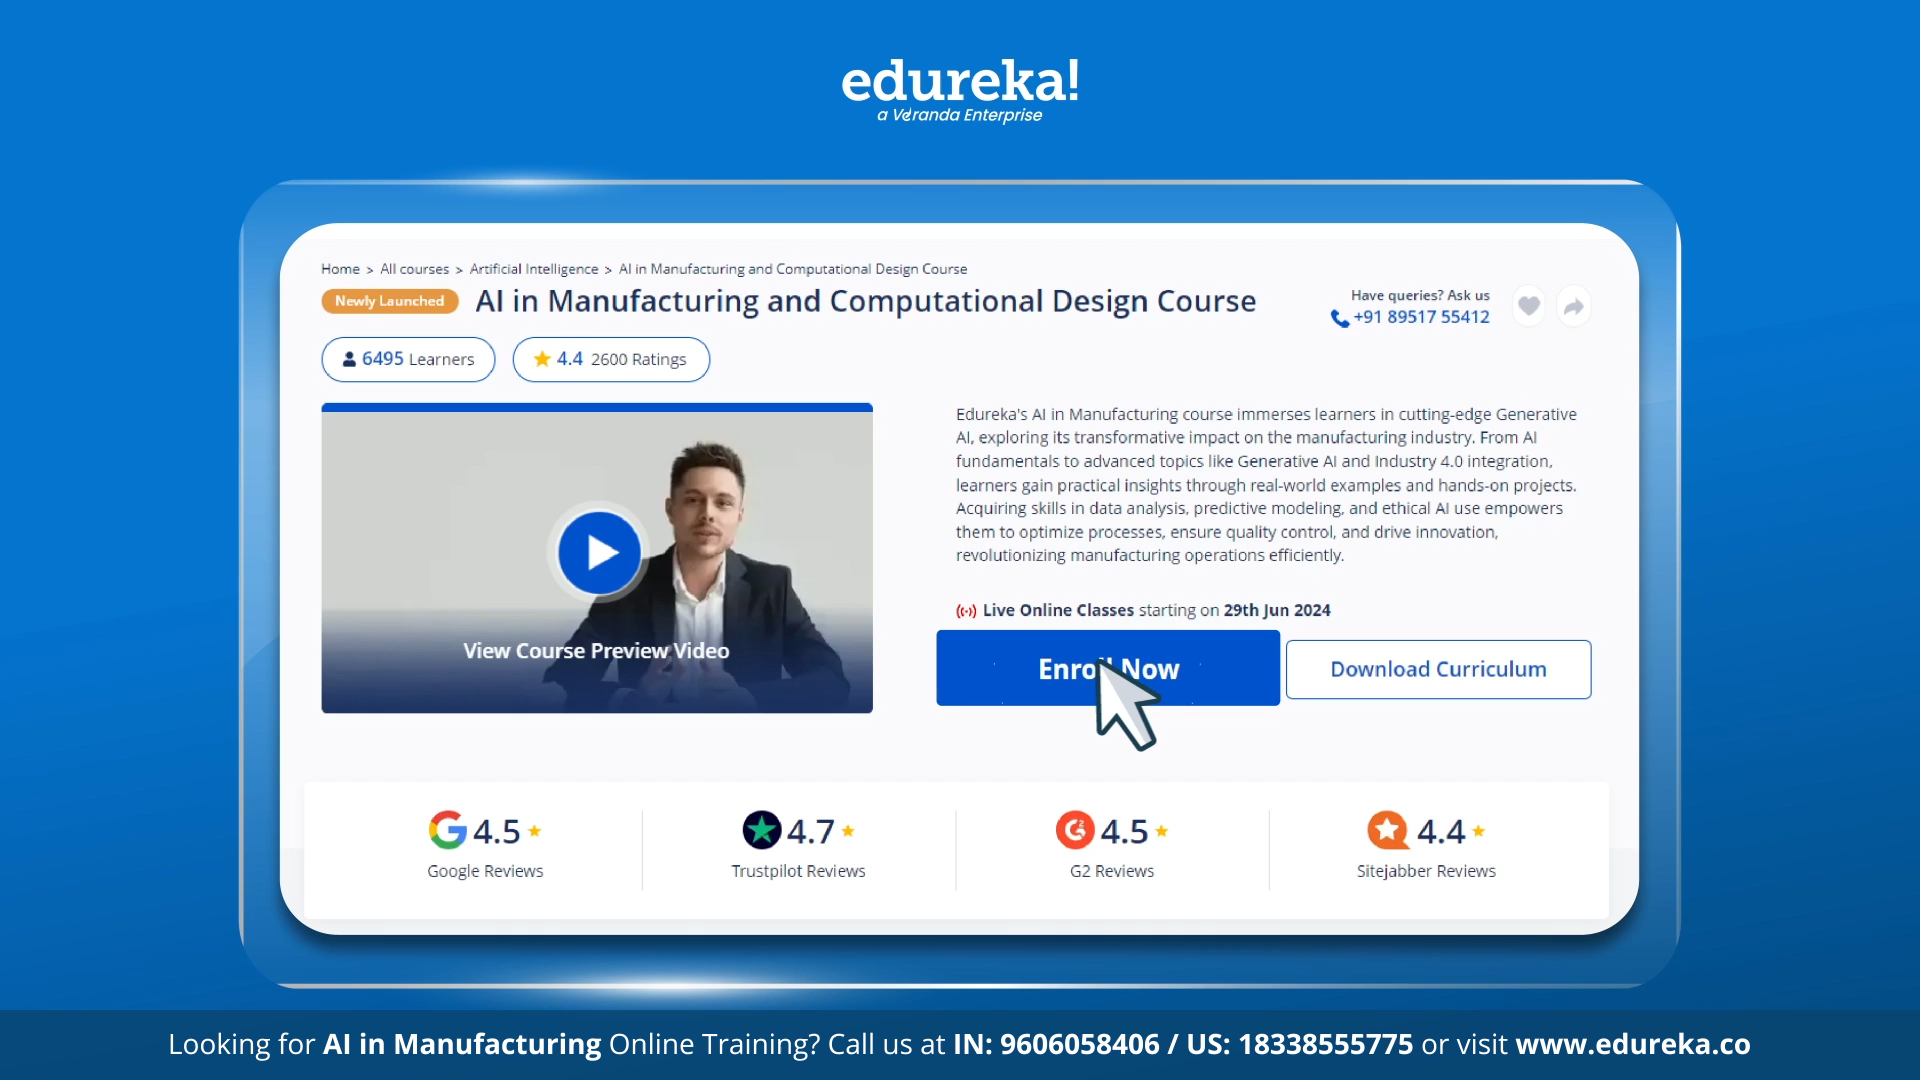 edureka!
a Veranda Enterprise
Home > All courses > Artificial Intelligence > AI in Manufacturing and Computational Design Course
Newly Launched
AI in Manufacturing and Computational Design Course
Have queries? Ask us
+91 89517 55412
6495 Learners
4.4 2600 Ratings
View Course Preview Video
Edureka's AI in Manufacturing course immerses learners in cutting-edge Generative
AI, exploring its transformative impact on the manufacturing industry. From AI
fundamentals to advanced topics like Generative AI and Industry 4.0 integration,
learners gain practical insights through real-world examples and hands-on projects.
Acquiring skills in data analysis, predictive modeling, and ethical AI use empowers
them to optimize processes, ensure quality control, and drive innovation,
revolutionizing manufacturing operations efficiently.
Live Online Classes starting on 29th Jun 2024
Enroll Now
Download Curriculum
4.5
Google Reviews
4.7
Trustpilot Reviews
4.5
G2 Reviews
4.4
Sitejabber Reviews
Looking for AI in Manufacturing Online Training? Call us at IN: 9606058406 / US: 18338555775 or visit www.edureka.co